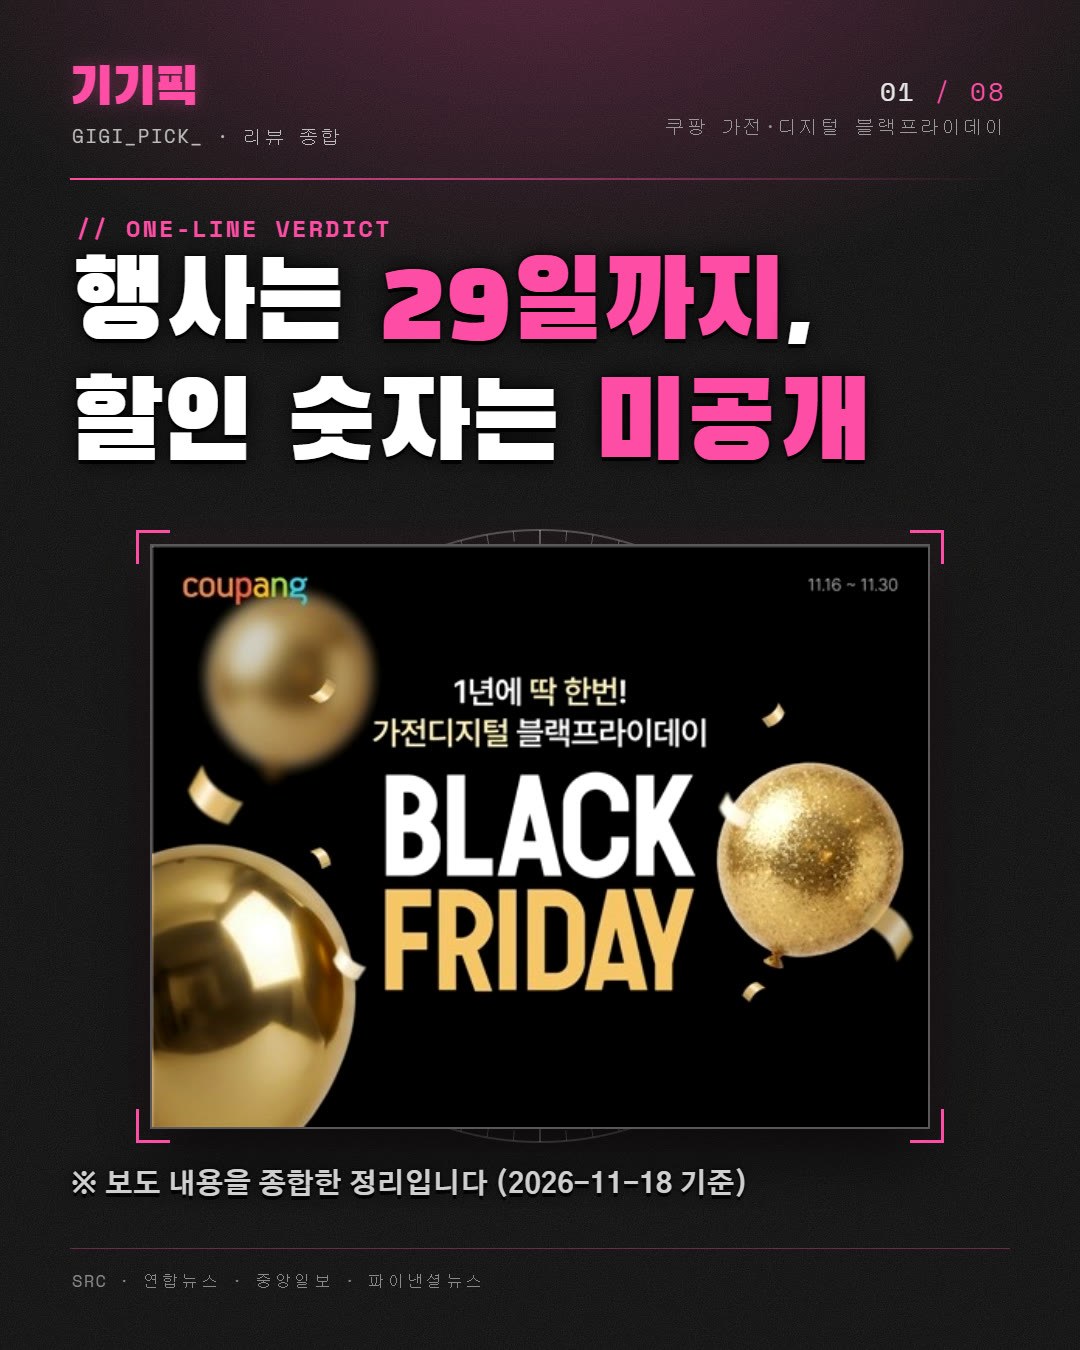 기기픽
GIGI_PICK_ · 리뷰 종합
01 / 08
쿠팡 가전·디지털 블랙프라이데이
// ONE-LINE VERDICT
행사는 29일까지,
할인 숫자는 미공개
coupang
11.16 ~ 11.30
1년에 딱 한번!
가전디지털 블랙프라이데이
BLACK
FRIDAY
※ 보도 내용을 종합한 정리입니다 (2026-11-18 기준)
SRC · 연합뉴스 · 중앙일보 · 파이낸셜뉴스